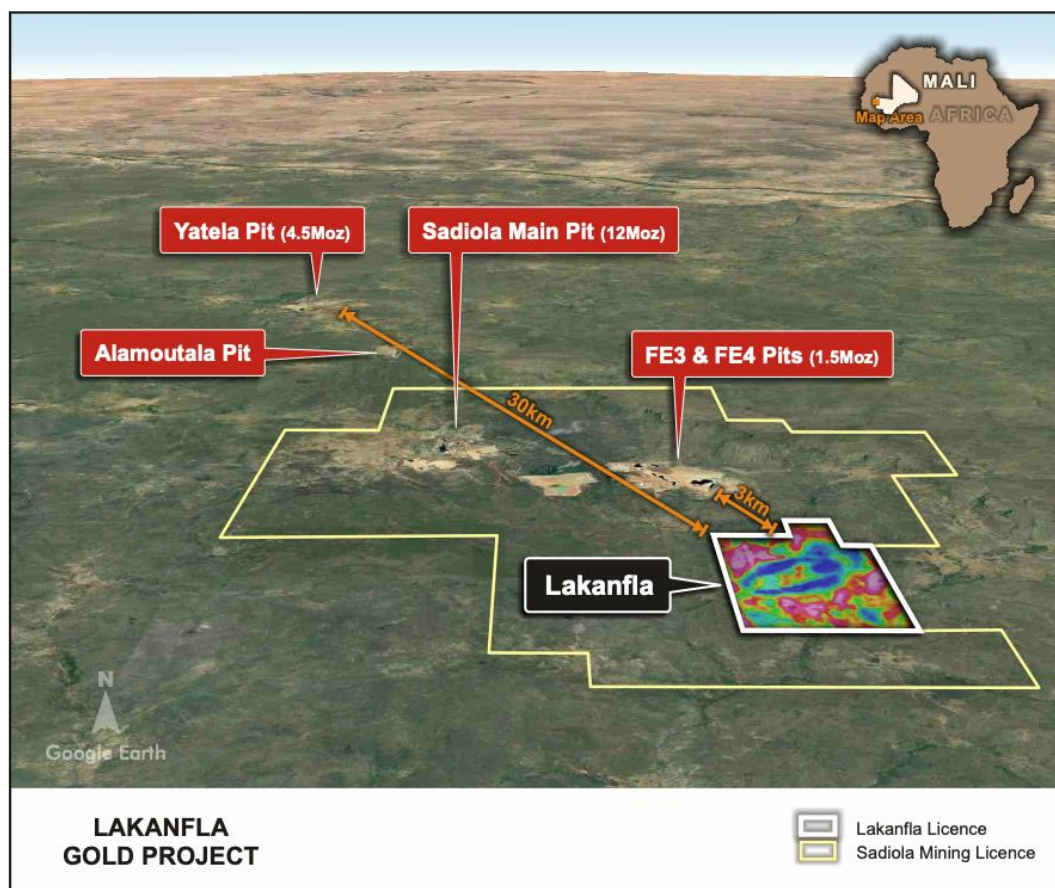 MALI
AFRICA
Map Area
Yatela Pit (4.5Moz)
Sadiola Main Pit (12Moz)
Alamoutala Pit
FE3 & FE4 Pits (1.5Moz)
30km
3km
Lakanfla
N
Google Earth
LAKANFLA
GOLD PROJECT
Lakanfla Licence
Sadiola Mining Licence